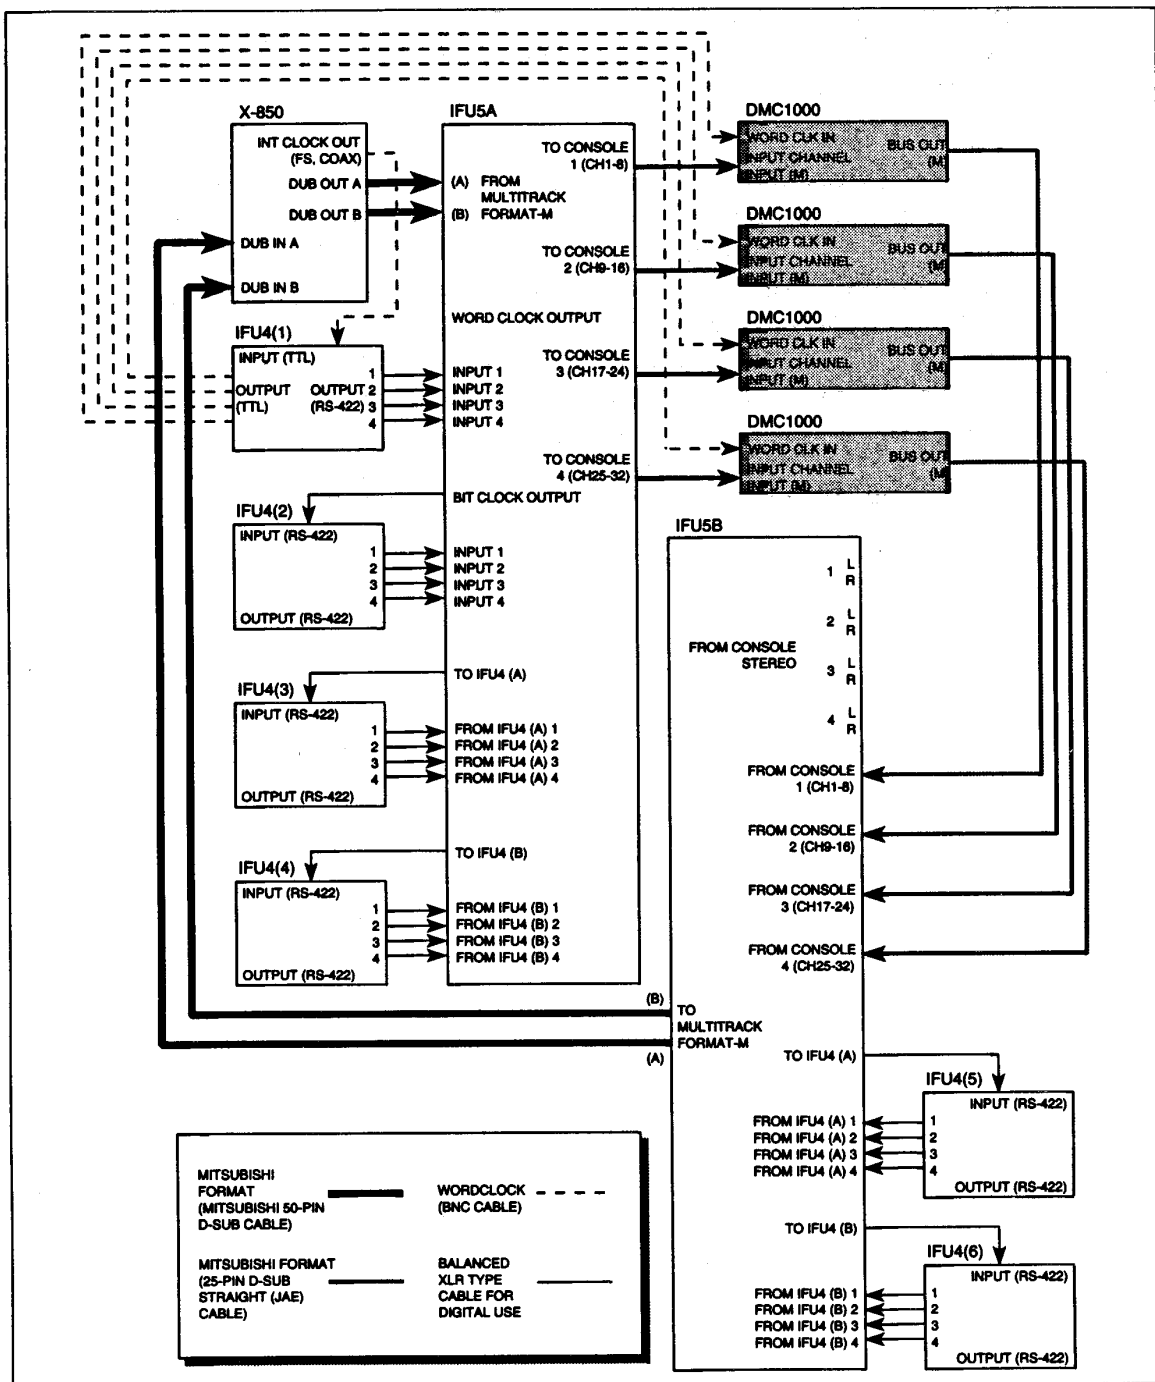 X-850
INT CLOCK OUT
(FS, COAX)
DUB OUT A
DUB OUT B
DUB IN A
DUB IN B
IFU4(1)
INPUT (TTL)
OUTPUT
(TTL)
OUTPUT
(RS-422)
1
2
3
4
IFU4(2)
INPUT (RS-422)
1
2
3
4
OUTPUT (RS-422)
IFU4(3)
INPUT (RS-422)
1
2
3
4
OUTPUT (RS-422)
IFU4(4)
INPUT (RS-422)
1
2
3
4
OUTPUT (RS-422)
IFU5A
TO CONSOLE
1 (CH1-8)
(A) FROM
MULTITRACK
(B) FORMAT-M
TO CONSOLE
2 (CH9-16)
WORD CLOCK OUTPUT
TO CONSOLE
3 (CH17-24)
INPUT 1
INPUT 2
INPUT 3
INPUT 4
TO CONSOLE
4 (CH25-32)
BIT CLOCK OUTPUT
INPUT 1
INPUT 2
INPUT 3
INPUT 4
TO IFU4 (A)
FROM IFU4 (A) 1
FROM IFU4 (A) 2
FROM IFU4 (A) 3
FROM IFU4 (A) 4
TO IFU4 (B)
FROM IFU4 (B) 1
FROM IFU4 (B) 2
FROM IFU4 (B) 3
FROM IFU4 (B) 4
DMC1000
WORD CLK IN
INPUT CHANNEL
INPUT (M)
BUS OUT
(M)
DMC1000
WORD CLK IN
INPUT CHANNEL
INPUT (M)
BUS OUT
(M)
DMC1000
WORD CLK IN
INPUT CHANNEL
INPUT (M)
BUS OUT
(M)
DMC1000
WORD CLK IN
INPUT CHANNEL
INPUT (M)
BUS OUT
(M)
IFU5B
1 L
R
2 L
R
FROM CONSOLE
STEREO
3 L
R
4 L
R
FROM CONSOLE
1 (CH1-8)
FROM CONSOLE
2 (CH9-16)
FROM CONSOLE
3 (CH17-24)
FROM CONSOLE
4 (CH25-32)
(B)
(A)
TO
MULTITRACK
FORMAT-M
TO IFU4 (A)
FROM IFU4 (A) 1
FROM IFU4 (A) 2
FROM IFU4 (A) 3
FROM IFU4 (A) 4
TO IFU4 (B)
FROM IFU4 (B) 1
FROM IFU4 (B) 2
FROM IFU4 (B) 3
FROM IFU4 (B) 4
IFU4(5)
INPUT (RS-422)
1
2
3
4
OUTPUT (RS-422)
IFU4(6)
INPUT (RS-422)
1
2
3
4
OUTPUT (RS-422)
MITSUBISHI
FORMAT
(MITSUBISHI 50-PIN
D-SUB CABLE)
WORDCLOCK
(BNC CABLE)
MITSUBISHI FORMAT
(25-PIN D-SUB
STRAIGHT (JAE)
CABLE)
BALANCED
XLR TYPE
CABLE FOR
DIGITAL USE